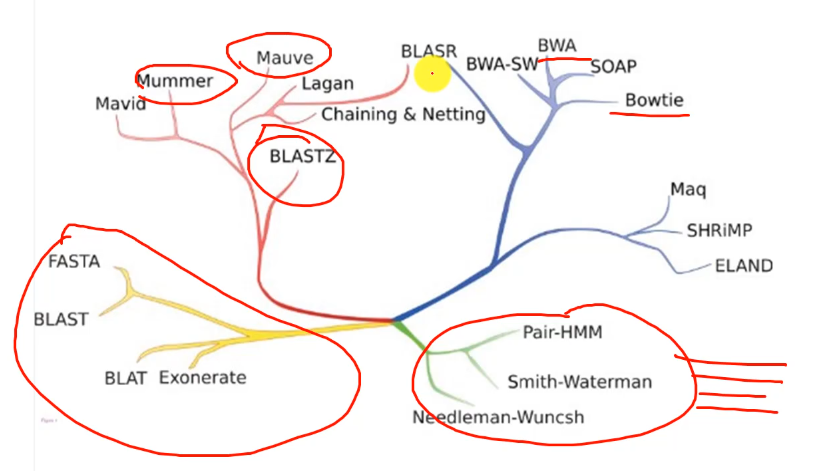 BLASR
BWA
Mauve
BWA-SW
SOAP
Mummer
Lagan
Mavid
Bowtie
Chaining & Netting
BLASTZ
Maq
SHRiMP
FASTA
ELAND
BLAST
Pair-HMM
BLAT
Exonerate
Smith-Waterman
Needleman-Wuncsh